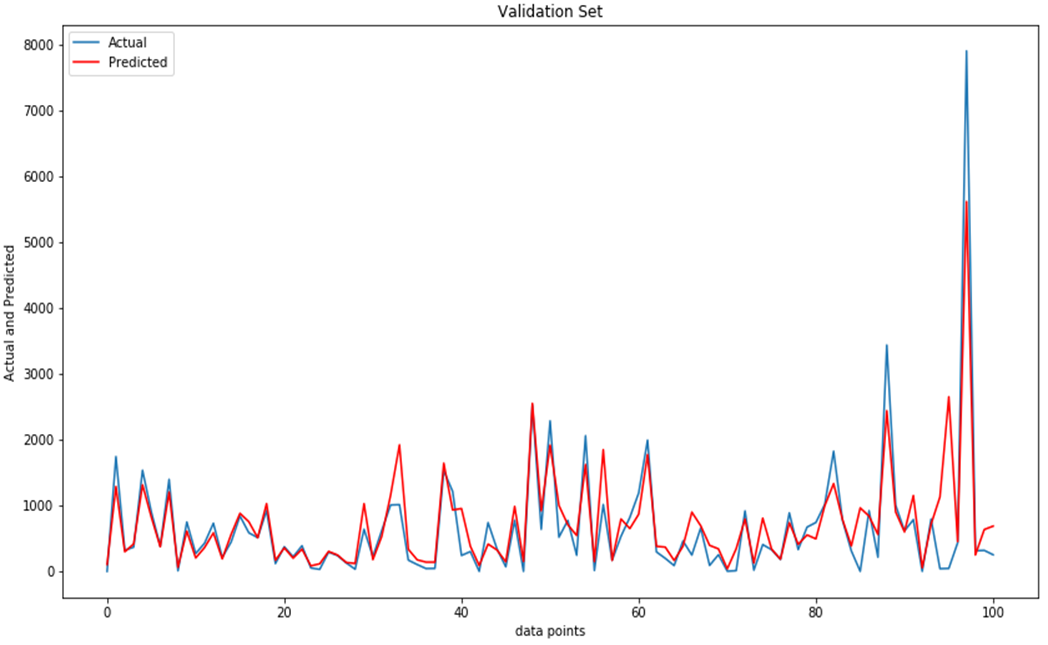 Validation Set
Actual
Predicted
8000
7000
6000
5000
4000
3000
2000
1000
0
Actual and Predicted
0 20 40 60 80 100
data points